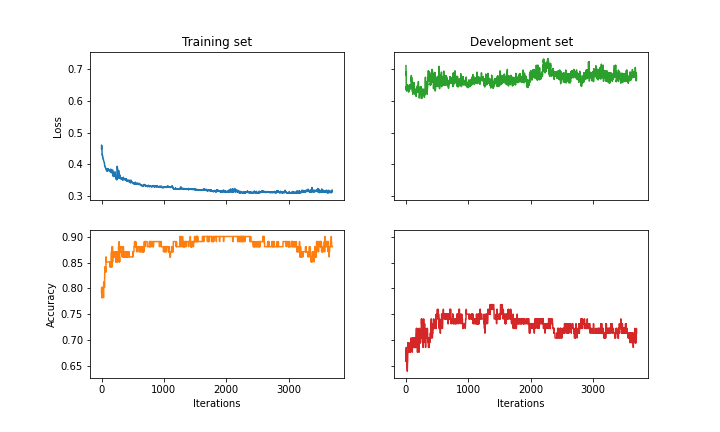 Training set
Development set
0.7
0.6
0.5
0.4
0.3
Loss
0.90
0.85
0.80
0.75
0.70
0.65
Accuracy
0 1000 2000 3000
0 1000 2000 3000
Iterations
Iterations